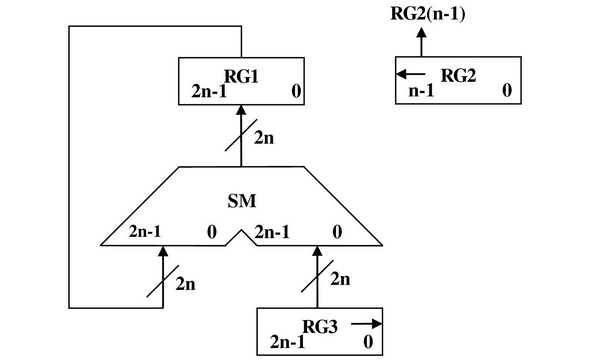 RG2(n-1)
RG1
2n-1 0
RG2
n-1 0
2n
SM
2n-1 0 2n-1 0
2n
2n
RG3
2n-1 0